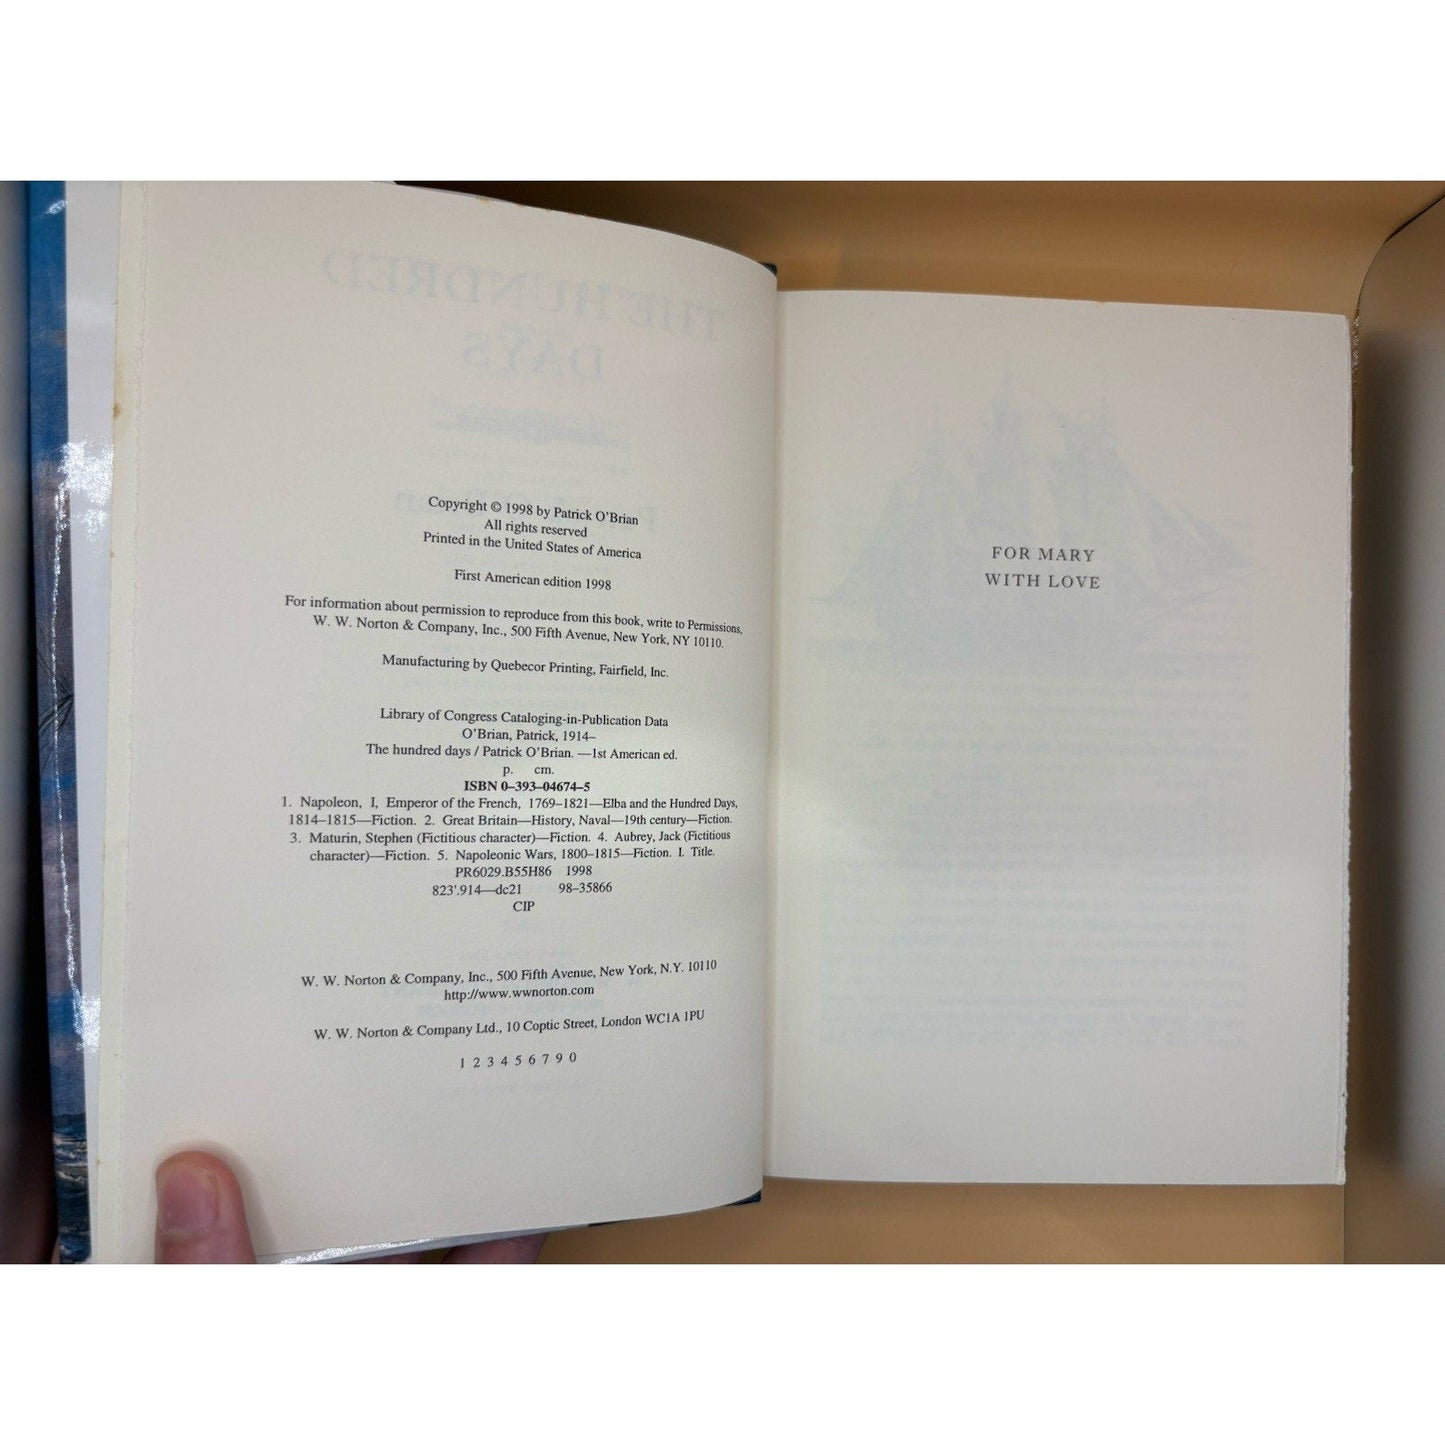 Copyright © 1998 by Patrick O'Brian
All rights reserved
Printed in the United States of America
First American edition 1998
For information about permission to reproduce from this book, write to Permissions,
W. W. Norton & Company, Inc., 500 Fifth Avenue, New York, NY 10110.
Manufacturing by Quebecor Printing, Fairfield, Inc.
Library of Congress Cataloging-in-Publication Data
O'Brian, Patrick, 1914–
The hundred days / Patrick O'Brian. —1st American ed.
p. cm.
ISBN 0–393–04674–5
1. Napoleon, I, Emperor of the French, 1769–1821—Elba and the Hundred Days,
1814–1815—Fiction. 2. Great Britain—History, Naval—19th century—Fiction.
3. Maturin, Stephen (Fictitious character)—Fiction. 4. Aubrey, Jack (Fictitious
character)—Fiction. 5. Napoleonic Wars, 1800–1815—Fiction. I. Title.
PR6029.B55H86 1998
823'.914—dc21 98–35866
CIP
W. W. Norton & Company, Inc., 500 Fifth Avenue, New York, N.Y. 10110
http://www.wwnorton.com
W. W. Norton & Company Ltd., 10 Coptic Street, London WC1A 1PU
1 2 3 4 5 6 7 9 0
FOR MARY
WITH LOVE
THE HUNDRED
DAYS